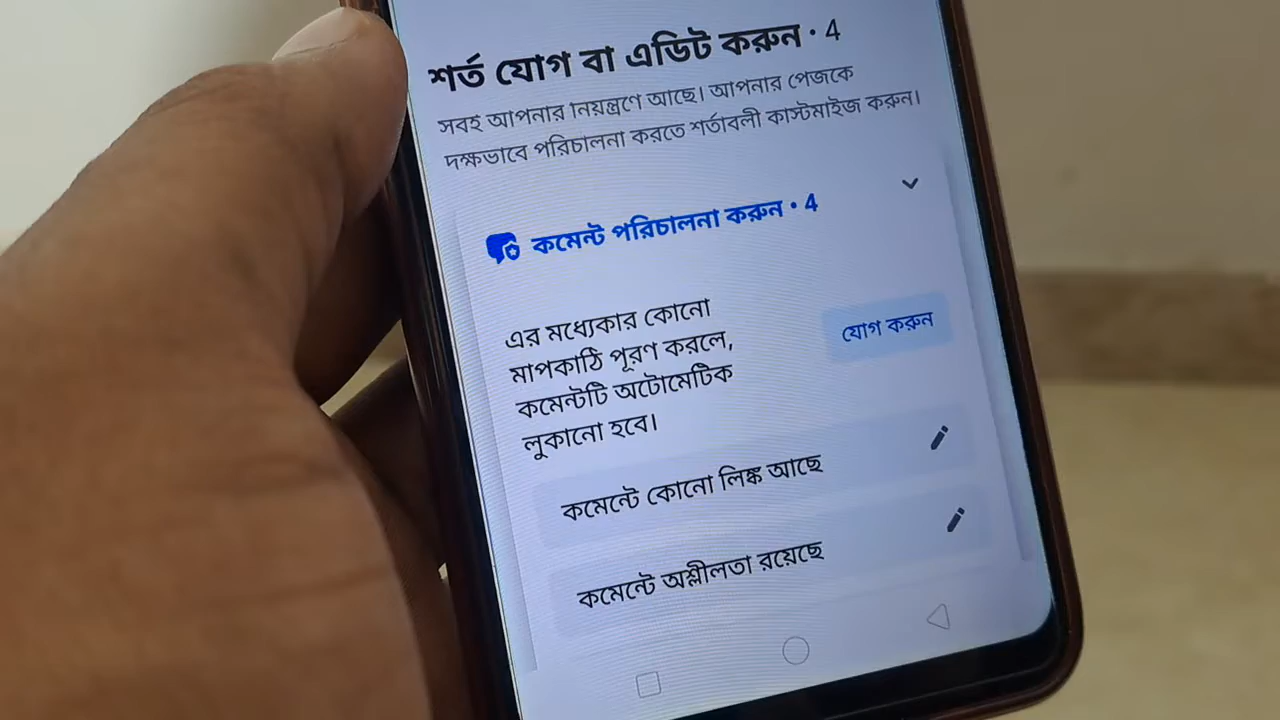 শর্ত যোগ বা এডিট করুন · 4
সবই আপনার নিয়ন্ত্রণে আছে। আপনার পেজকে
দক্ষভাবে পরিচালনা করতে শর্তাবলী কাস্টমাইজ করুন।
কমেন্ট পরিচালনা করুন · 4
এর মধ্যেকার কোনো
মাপকাঠি পূরণ করলে,
কমেন্টটি অটোমেটিক
লুকানো হবে।
যোগ করুন
কমেন্টে কোনো লিঙ্ক আছে
কমেন্টে অশ্লীলতা রয়েছে